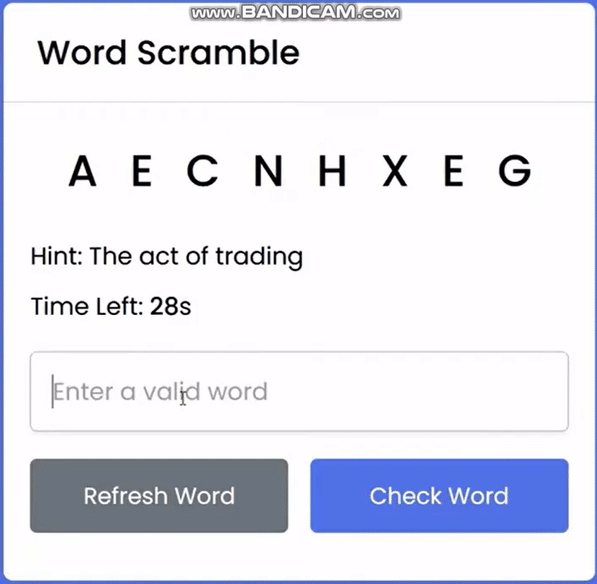 www.BANDICAM.com
Word Scramble
A E C N H X E G
Hint: The act of trading
Time Left: 28s
Enter a valid word
Refresh Word Check Word